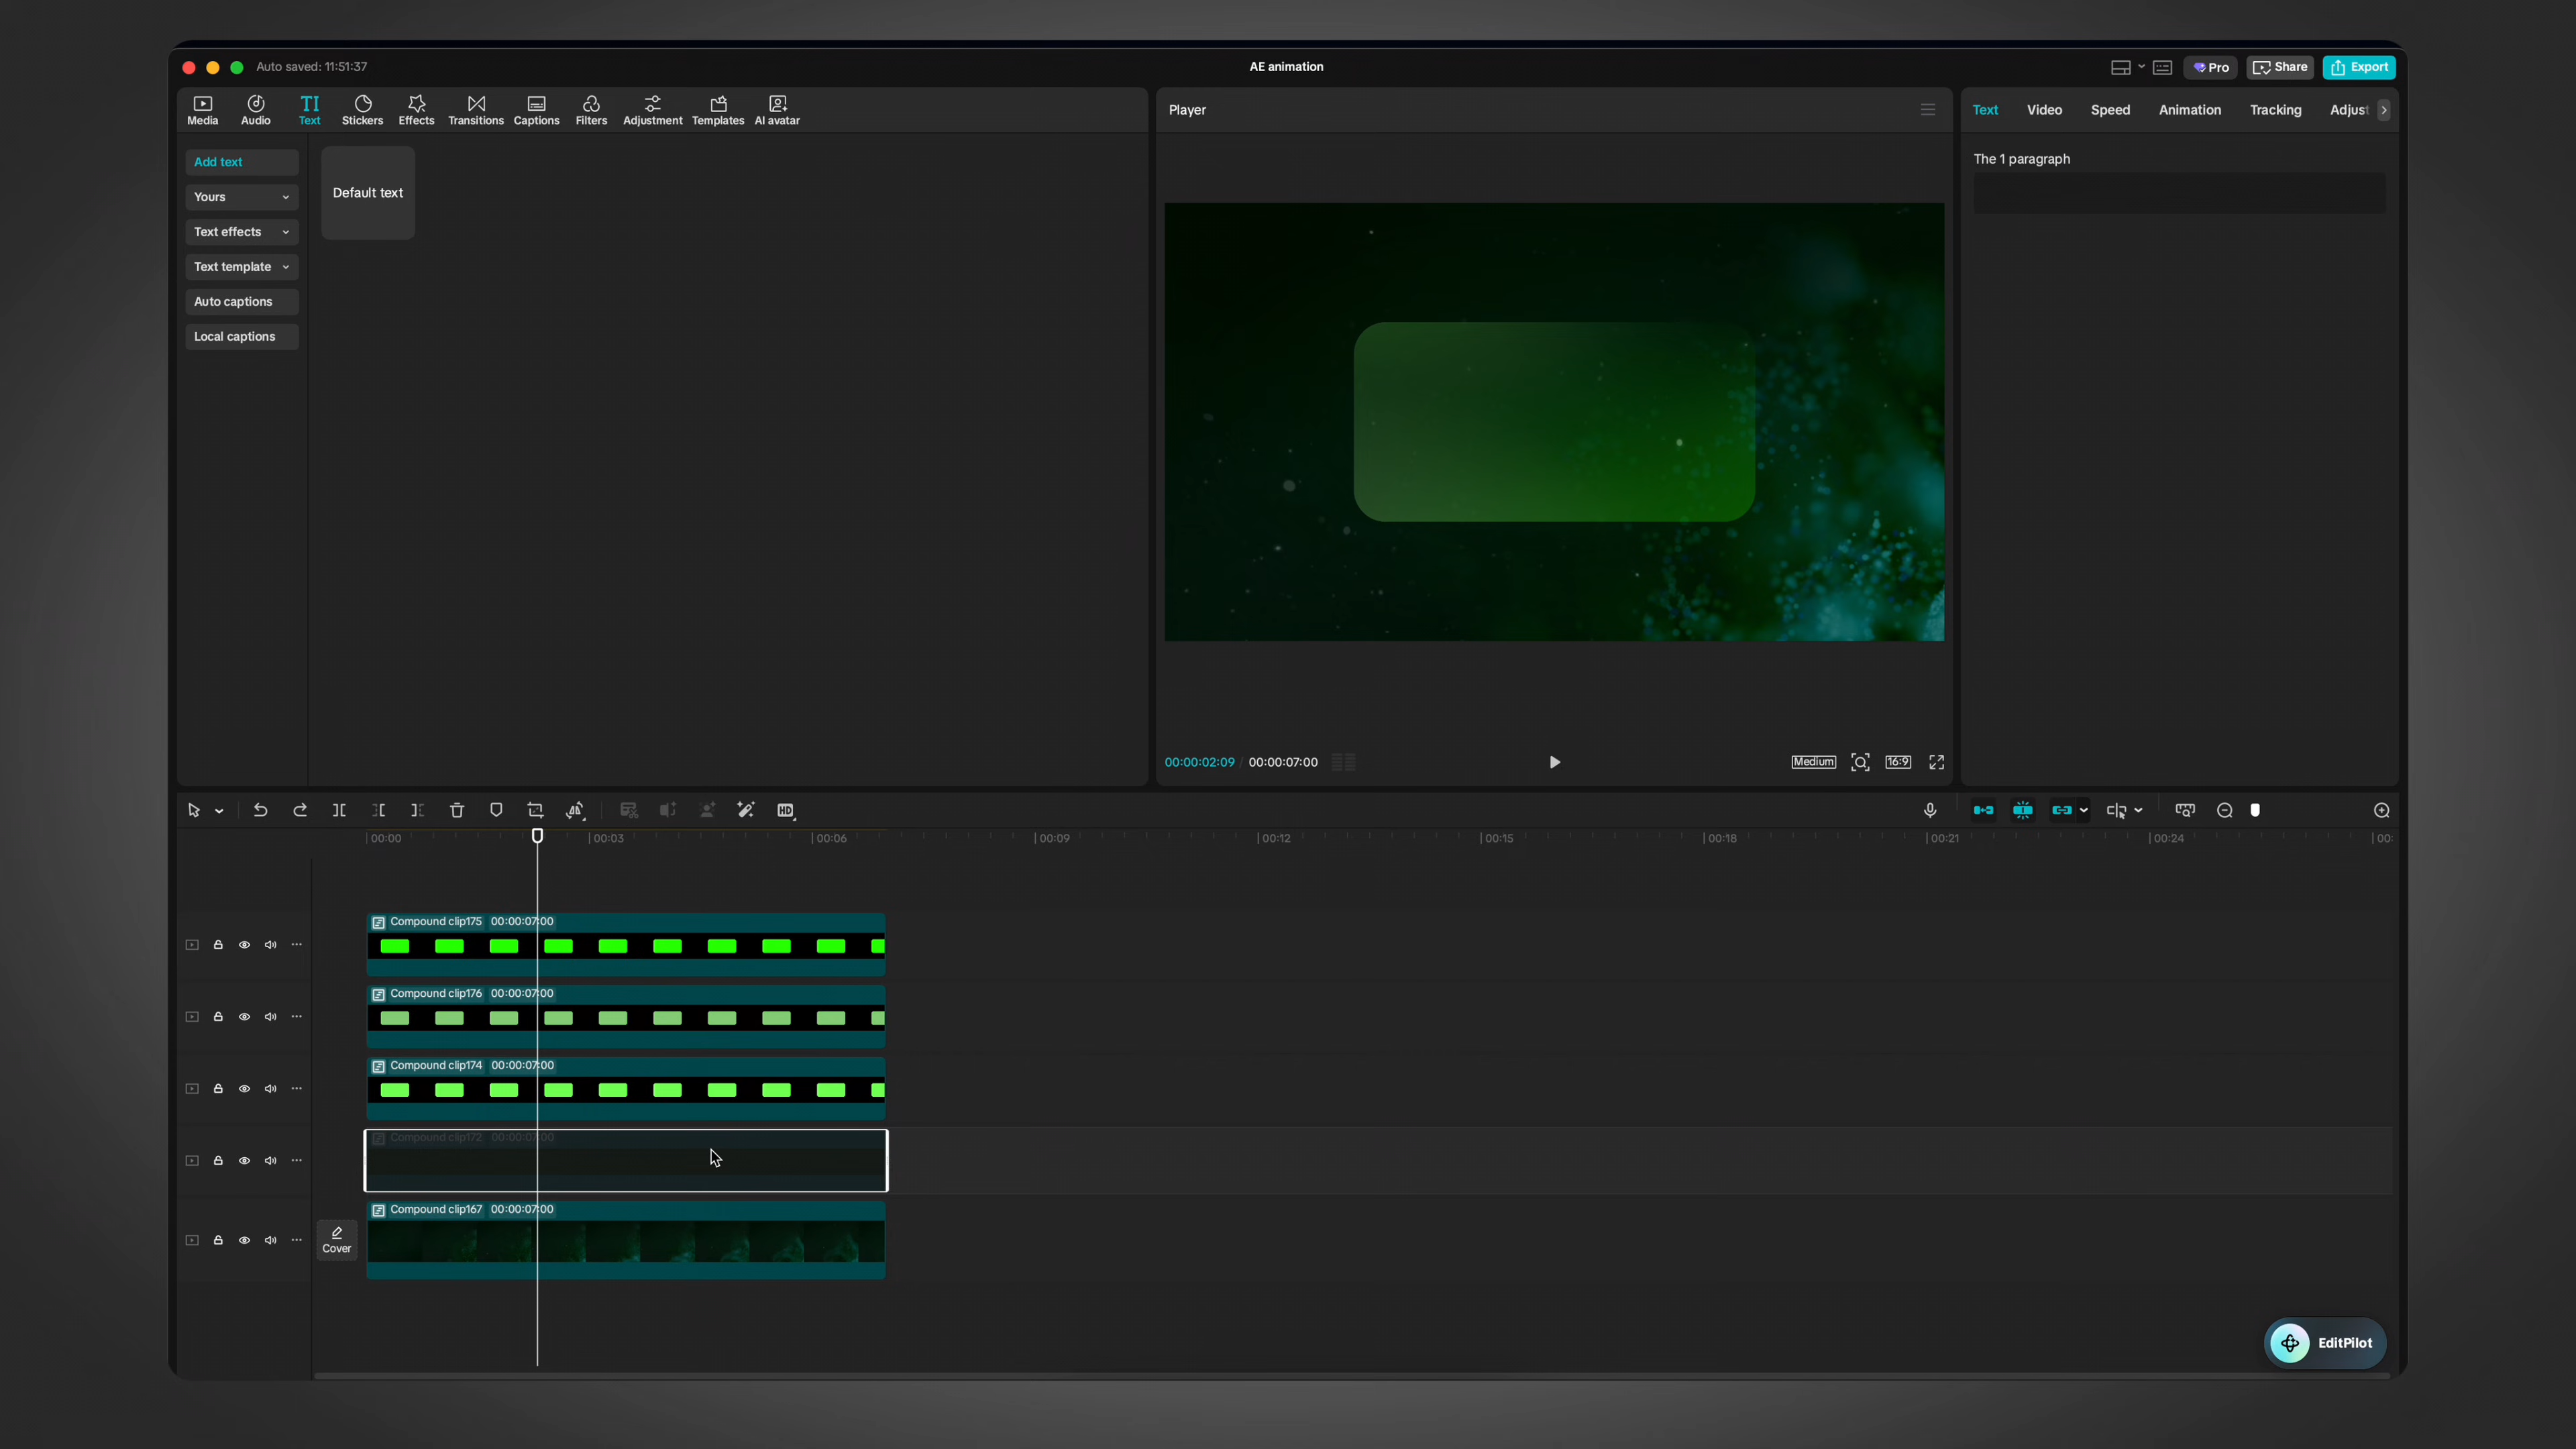 Auto saved: 11:51:37
AE animation
Pro
Share
Export
Media
Audio
TI
Text
Stickers
Effects
Transitions
Captions
Filters
Adjustment
Templates
AI avatar
Player
Text
Video
Speed
Animation
Tracking
Adjust
Add text
Yours
Text effects
Text template
Auto captions
Local captions
Default text
The 1 paragraph
00:00:02:09 / 00:00:07:00
Medium
16:9
HD
00:00
00:03
00:06
00:09
00:12
00:15
00:18
00:21
00:24
00:
Compound clip175 00:00:07:00
Compound clip176 00:00:07:00
Compound clip174 00:00:07:00
Compound clip172 00:00:07:00
Compound clip167 00:00:07:00
Cover
EditPilot